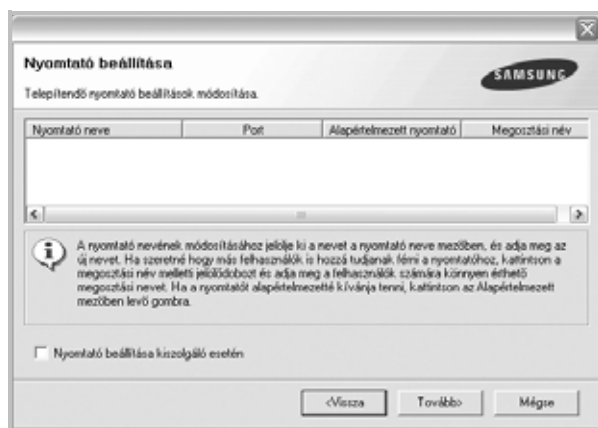 Nyomtató beállítása
SAMSUNG
Telepítendő nyomtató beállítások módosítása.
Nyomtató neve Port Alapértelmezett nyomtató Megosztási név
A nyomtató nevének módosításához jelölje ki a nevet a nyomtató neve mezőben, és adja meg az
új nevet. Ha szeretné hogy más felhasználók is hozzá tudjanak férni a nyomtatóhoz, kattintson a
megosztási név melletti jelölődobozt és adja meg a felhasználók számára könnyen érthető
megosztási nevet. Ha a nyomtatót alapértelmezetté kívánja tenni, kattintson az Alapértelmezett
mezőben levő gombra.
Nyomtató beállítása kiszolgáló esetén
<Vissza Tovább> Mégse